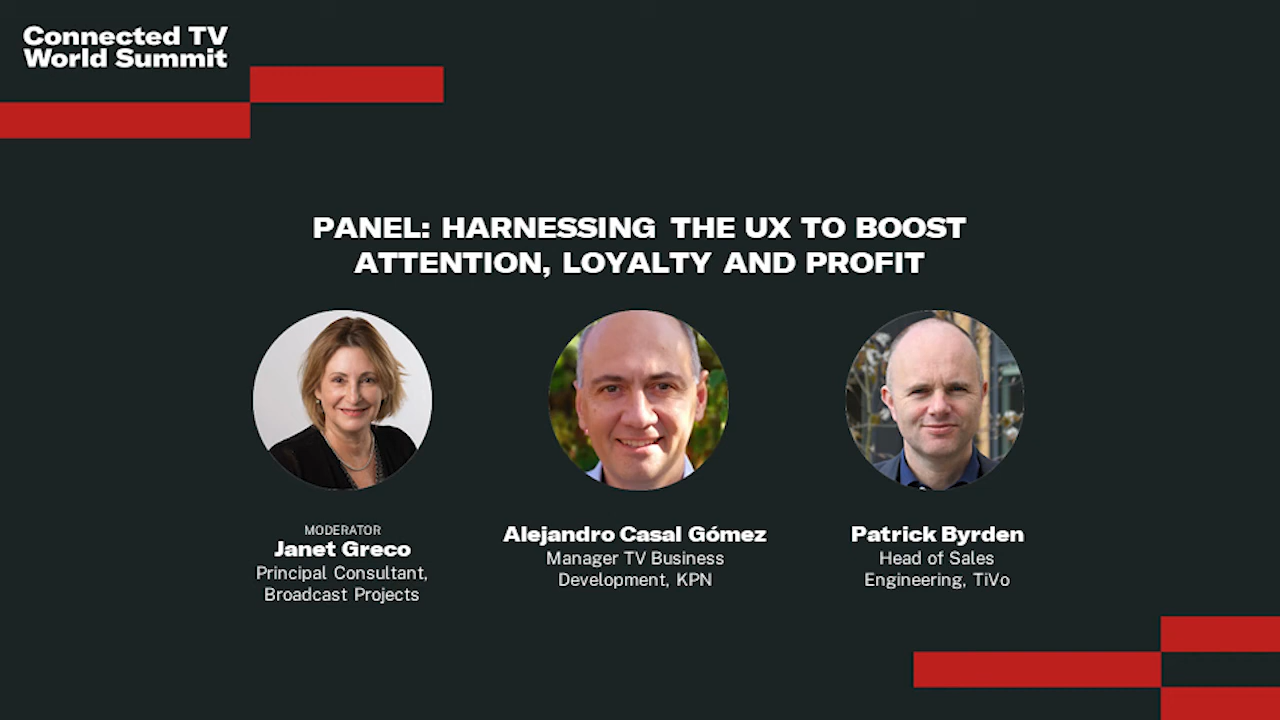 Connected TV
World Summit
PANEL: HARNESSING THE UX TO BOOST
ATTENTION, LOYALTY AND PROFIT
MODERATOR
Janet Greco
Principal Consultant,
Broadcast Projects
Alejandro Casal Gómez
Manager TV Business
Development, KPN
Patrick Byrden
Head of Sales
Engineering, TiVo